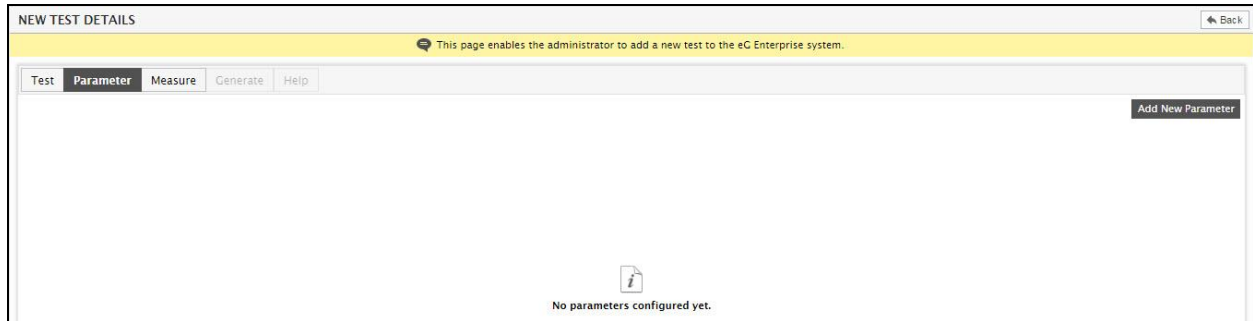 NEW TEST DETAILS
Back
This page enables the administrator to add a new test to the eG Enterprise system.
Test Parameter Measure Generate Help
Add New Parameter
No parameters configured yet.